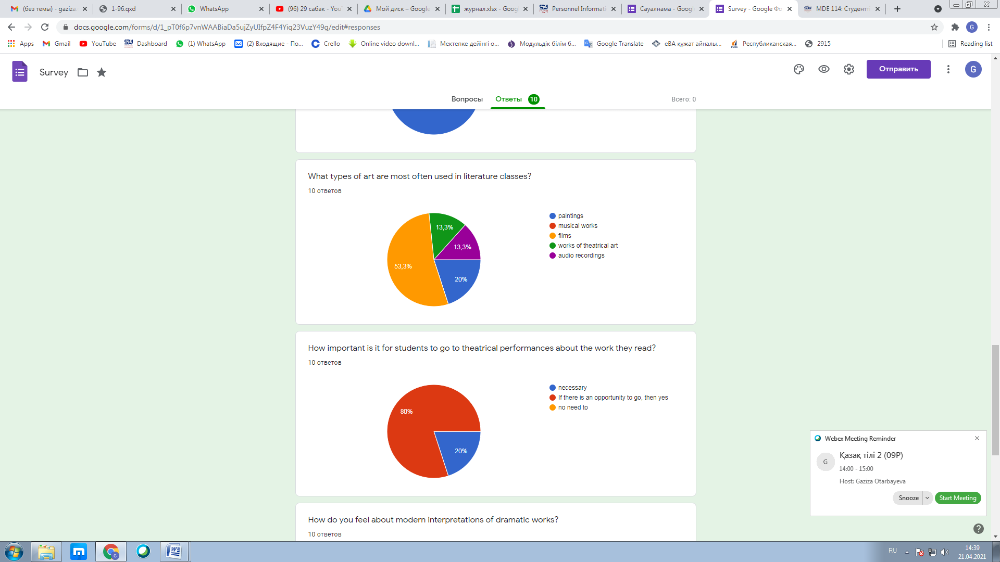 (без темы) - gaziza.
1-96.qxd
WhatsApp
(96) 29 сабак - You
Мой диск – Google
журнал.xlsx - Goog
Personnel Informati
Сауалнама - Google
Survey - Google Фо
MDE 114: Студентт
docs.google.com/forms/d/1_pT0f6p7vnWAABiaDa5ujZyUIfpZ4F4Yiq23VuzY49g/edit#responses
G
Apps
Gmail
YouTube
Dashboard
(1) WhatsApp
(2) Входящие - По...
Crello
Online video downl...
Мектепке дейінгі о...
Модульдік білім б...
Google Translate
еВА құжат айналы...
Республиканская...
2915
Reading list
Survey
Отправить
G
Вопросы
Ответы 10
Всего: 0
What types of art are most often used in literature classes?
10 ответов
13,3%
13,3%
53,3%
20%
paintings
musical works
films
works of theatrical art
audio recordings
How important is it for students to go to theatrical performances about the work they read?
10 ответов
80%
20%
necessary
If there is an opportunity to go, then yes
no need to
How do you feel about modern interpretations of dramatic works?
10 ответов
Webex Meeting Reminder
G
Қазақ тілі 2 (09P)
14:00 - 15:00
Host: Gaziza Otarbayeva
Snooze
Start Meeting
RU
14:39
21.04.2021